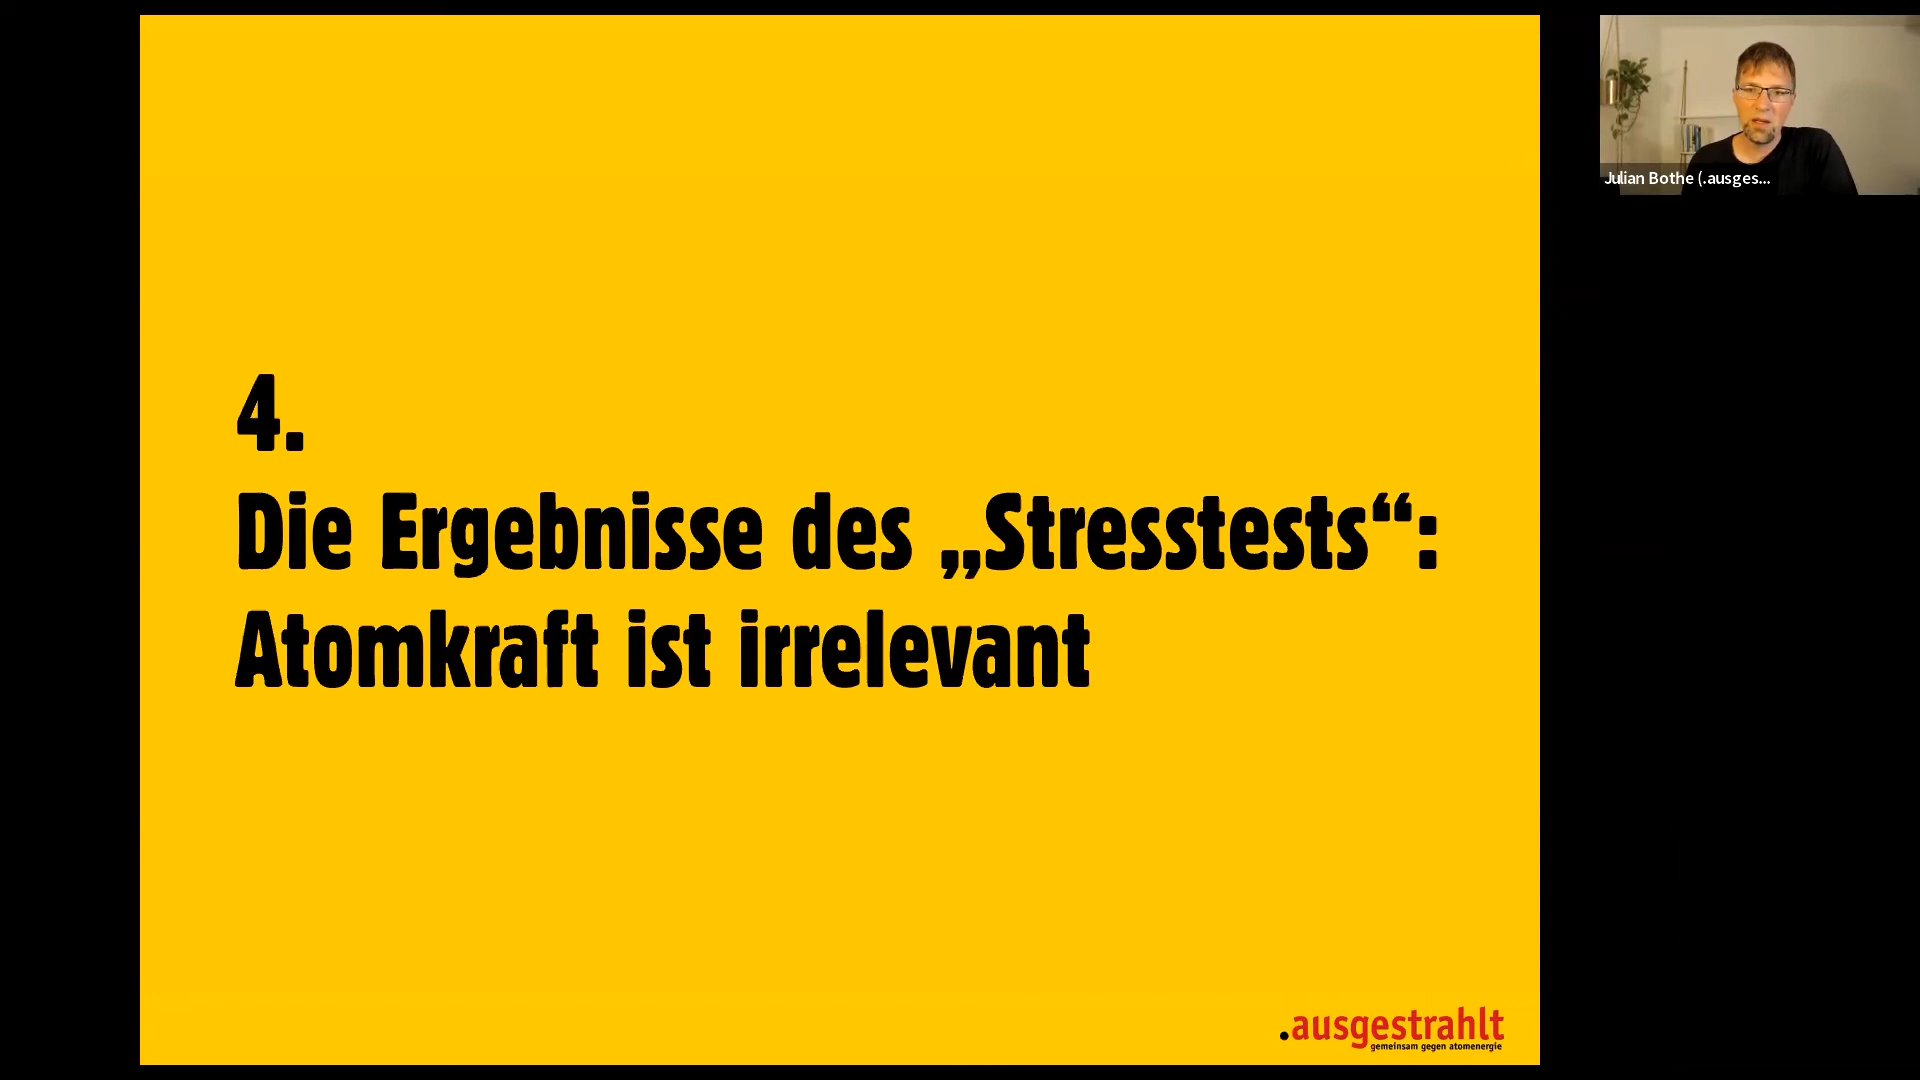 4.
Die Ergebnisse des „Stresstests“:
Atomkraft ist irrelevant
.ausgestrahlt
gemeinsam gegen atomenergie
Julian Bothe (.ausges...